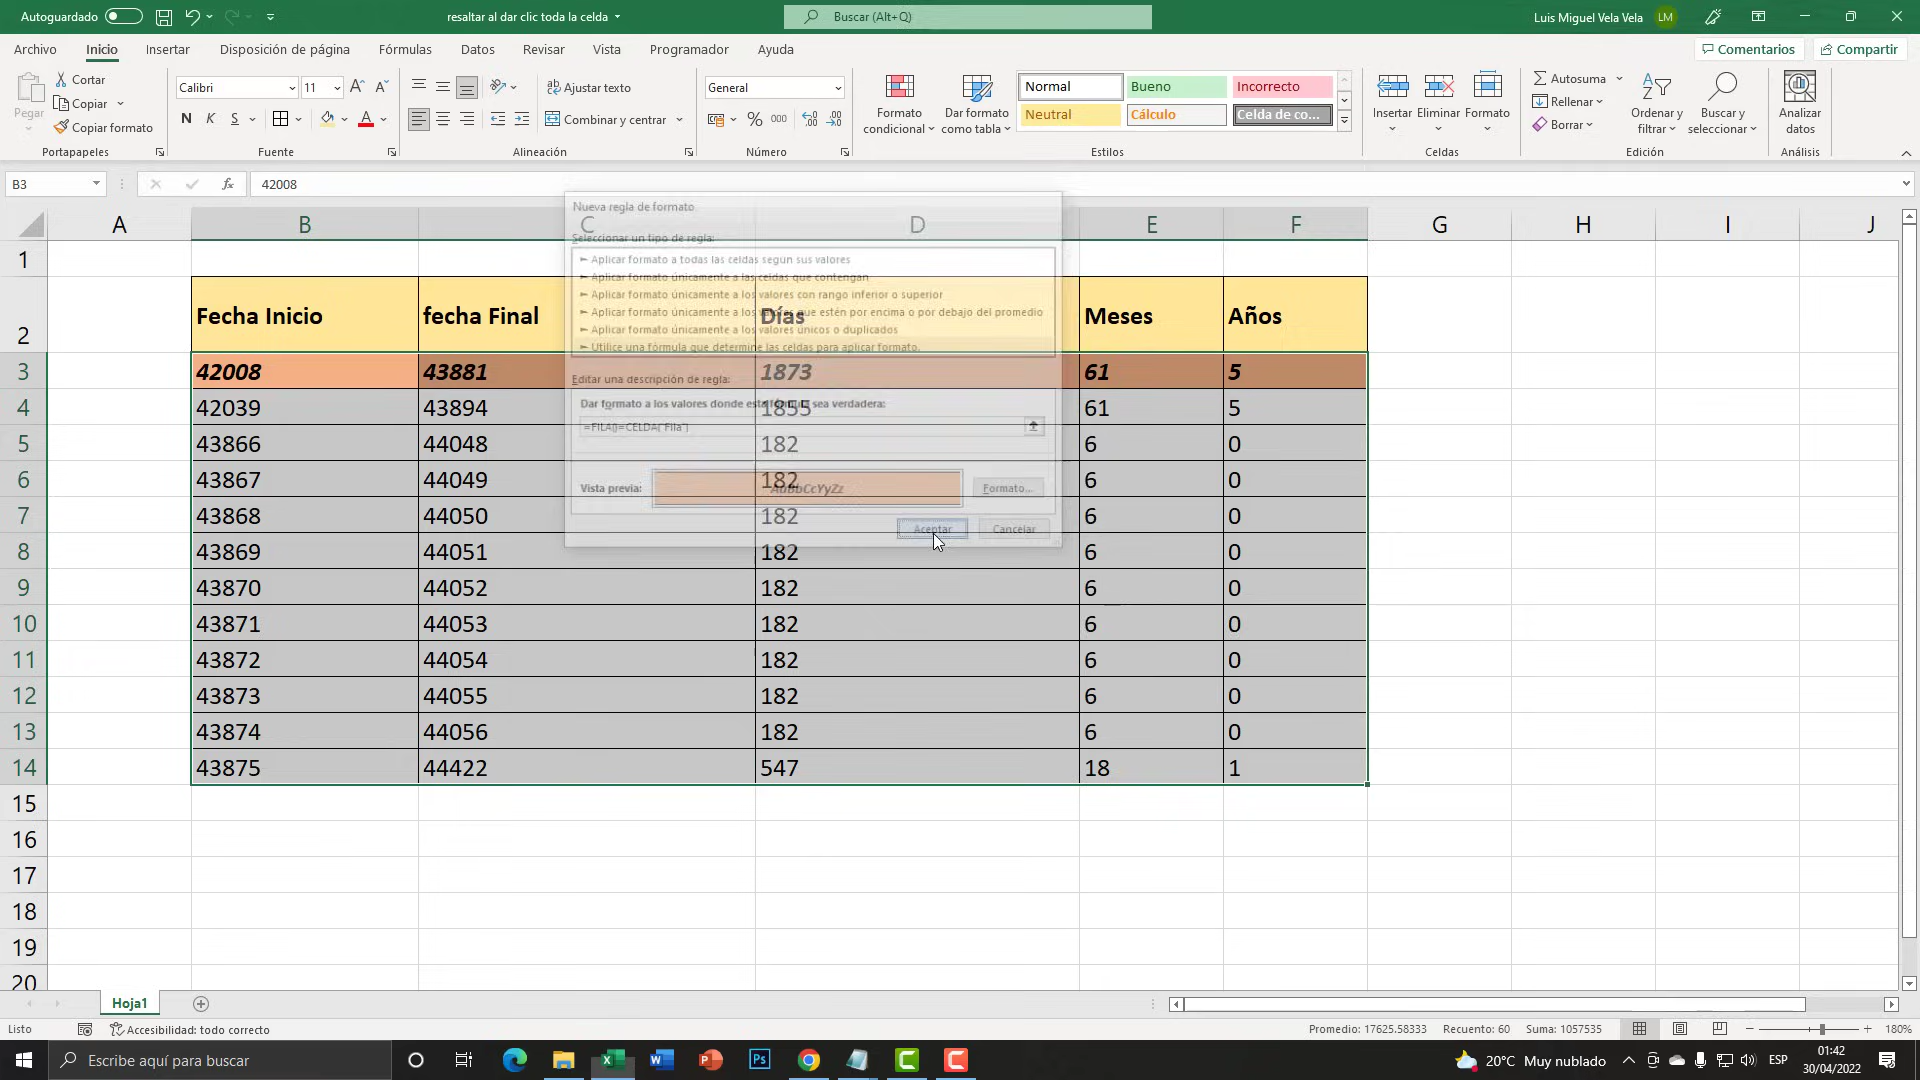 Autoguardado
resaltar al dar clic toda la celda
Buscar (Alt+Q)
Luis Miguel Vela Vela
LM
Archivo Inicio Insertar Disposición de página Fórmulas Datos Revisar Vista Programador Ayuda
Comentarios
Compartir
Pegar
Cortar
Copiar
Copiar formato
Portapapeles
Calibri
11
N K S
Fuente
Ajustar texto
Combinar y centrar
Alineación
General
% 000
Número
Formato condicional
Dar formato como tabla
Normal Bueno Incorrecto
Neutral Cálculo Celda de co...
Estilos
Insertar Eliminar Formato
Celdas
Autosuma
Rellenar
Borrar
Ordenar y filtrar
Buscar y seleccionar
Edición
Analizar datos
Análisis
B3
fx
42008
A B C D E F G H I J
1
2 Fecha Inicio fecha Final Días Meses Años
3 42008 43881 1873 61 5
4 42039 43894 1855 61 5
5 43866 44048 182 6 0
6 43867 44049 182 6 0
7 43868 44050 182 6 0
8 43869 44051 182 6 0
9 43870 44052 182 6 0
10 43871 44053 182 6 0
11 43872 44054 182 6 0
12 43873 44055 182 6 0
13 43874 44056 182 6 0
14 43875 44422 547 18 1
15
16
17
18
19
20
Nueva regla de formato
Seleccionar un tipo de regla:
► Aplicar formato a todas las celdas según sus valores
► Aplicar formato únicamente a las celdas que contengan
► Aplicar formato únicamente a los valores con rango inferior o superior
► Aplicar formato únicamente a los valores que estén por encima o por debajo del promedio
► Aplicar formato únicamente a los valores únicos o duplicados
► Utilice una fórmula que determine las celdas para aplicar formato.
Editar una descripción de regla:
Dar formato a los valores donde esta fórmula sea verdadera:
=FILA()=CELDA("Fila")
Vista previa:
AaBbCcYyZz
Formato...
Aceptar
Cancelar
Hoja1
Listo
Accesibilidad: todo correcto
Promedio: 17625.58333 Recuento: 60 Suma: 1057535
180%
Escribe aquí para buscar
20°C Muy nublado
ESP
01:42
30/04/2022